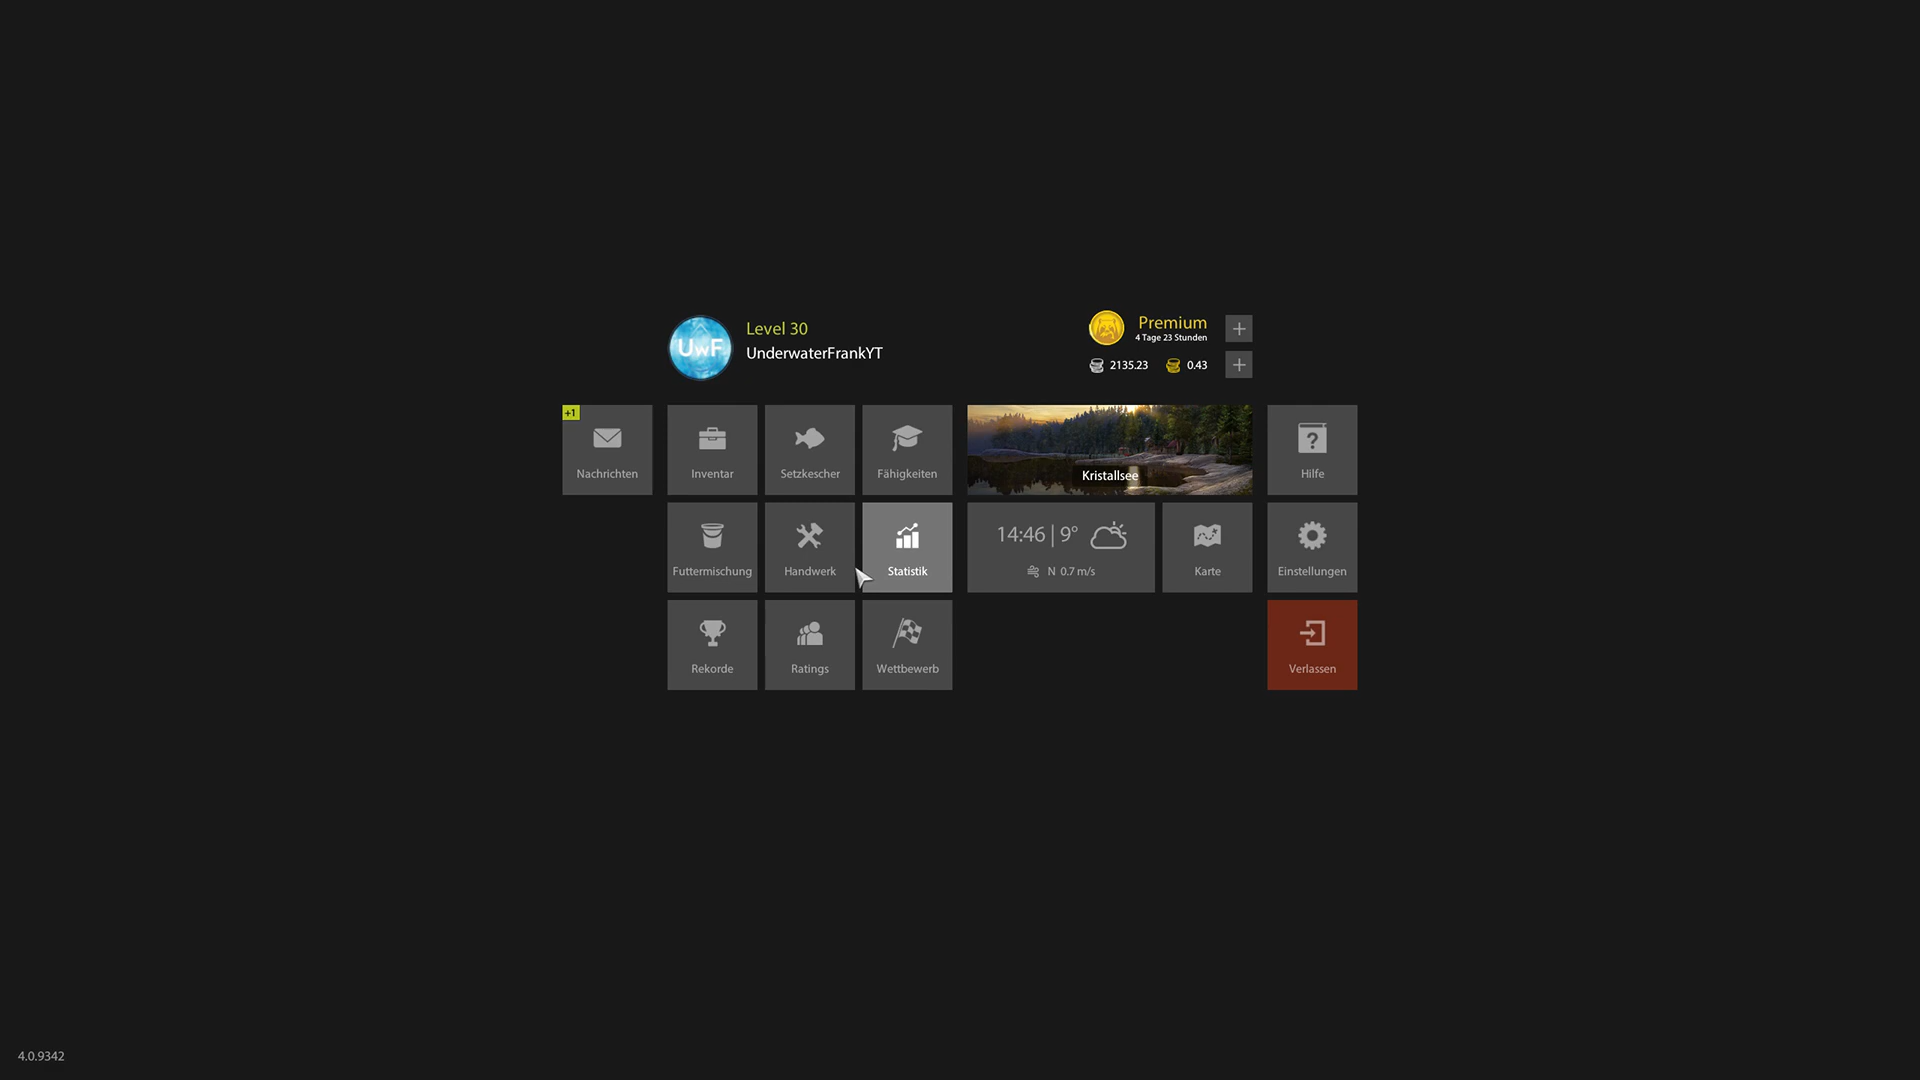 Level 30
UnderwaterFrankYT
UwF
Premium
4 Tage 23 Stunden
2135.23
0.43
+1
Nachrichten
Inventar
Setzkescher
Fähigkeiten
Kristallsee
Hilfe
Futtermischung
Handwerk
Statistik
14:46 | 9°
N 0.7 m/s
Karte
Einstellungen
Rekorde
Ratings
Wettbewerb
Verlassen
4.0.9342